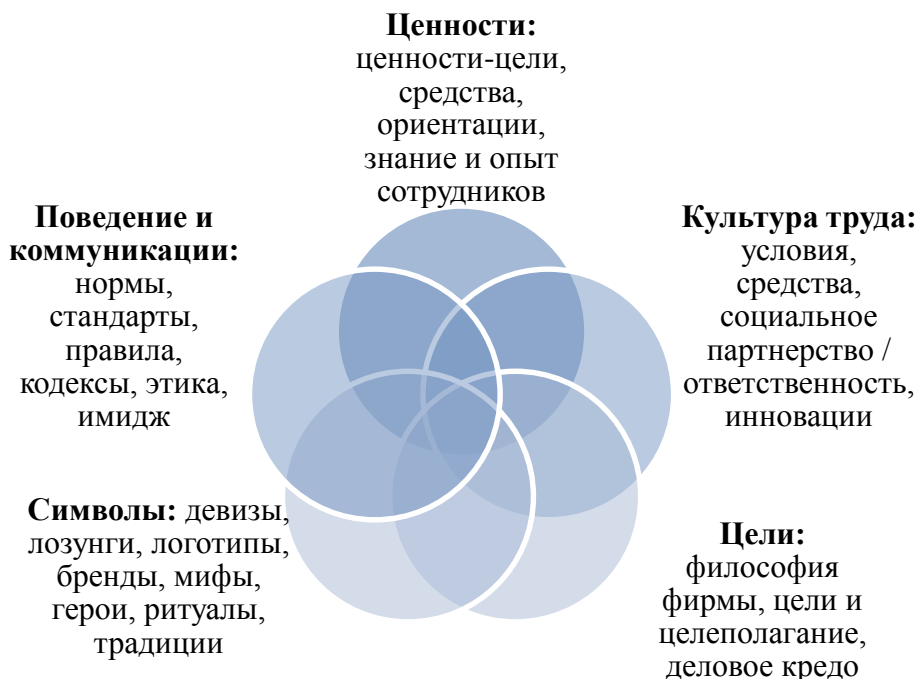 Ценности:
ценности-цели,
средства,
ориентации,
знание и опыт
сотрудников
Поведение и
коммуникации:
нормы,
стандарты,
правила,
кодексы, этика,
имидж
Культура труда:
условия,
средства,
социальное
партнерство /
ответственность,
инновации
Символы: девизы,
лозунги, логотипы,
бренды, мифы,
герои, ритуалы,
традиции
Цели:
философия
фирмы, цели и
целеполагание,
деловое кредо